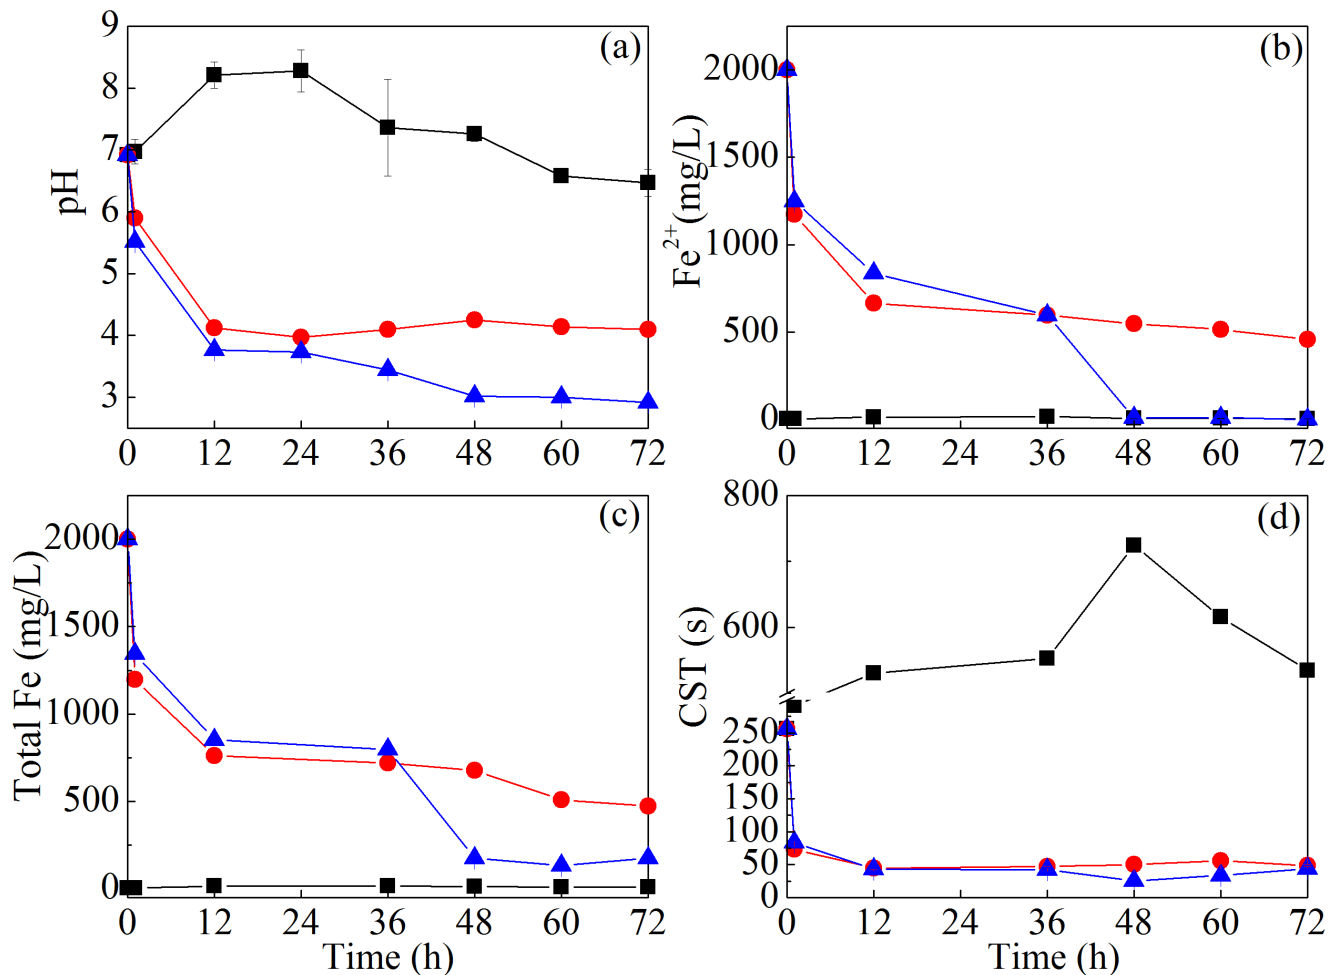 (a)
9
8
7
6
5
4
3
pH
0 12 24 36 48 60 72
(b)
2000
1500
1000
500
0
Fe2+(mg/L)
0 12 24 36 48 60 72
(c)
2000
1500
1000
500
0
Total Fe (mg/L)
0 12 24 36 48 60 72
Time (h)
(d)
800
600
250
200
150
100
50
0
CST (s)
0 12 24 36 48 60 72
Time (h)